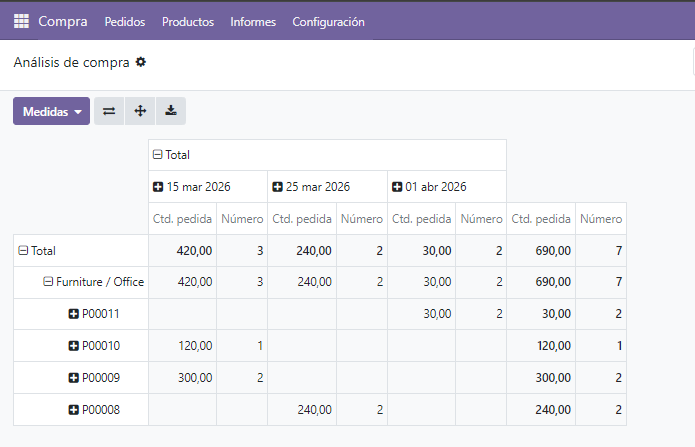 Compra Pedidos Productos Informes Configuración
Análisis de compra
Medidas
Total
15 mar 2026 25 mar 2026 01 abr 2026
Ctd. pedida Número Ctd. pedida Número Ctd. pedida Número Ctd. pedida Número
Total 420,00 3 240,00 2 30,00 2 690,00 7
Furniture / Office 420,00 3 240,00 2 30,00 2 690,00 7
P00011 30,00 2 30,00 2
P00010 120,00 1 120,00 1
P00009 300,00 2 300,00 2
P00008 240,00 2 240,00 2